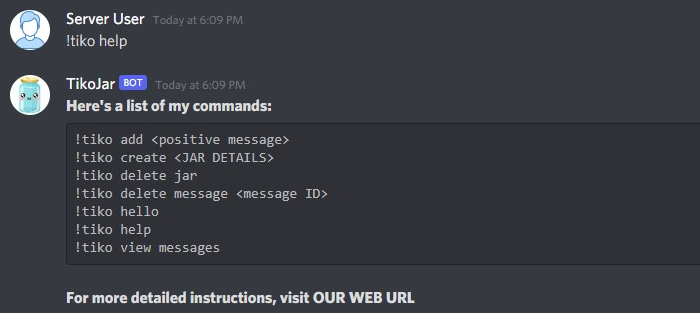 Server User Today at 6:09 PM
!tiko help
TikoJar BOT Today at 6:09 PM
Here's a list of my commands:
!tiko add <positive message>
!tiko create <JAR DETAILS>
!tiko delete jar
!tiko delete message <message ID>
!tiko hello
!tiko help
!tiko view messages
For more detailed instructions, visit OUR WEB URL